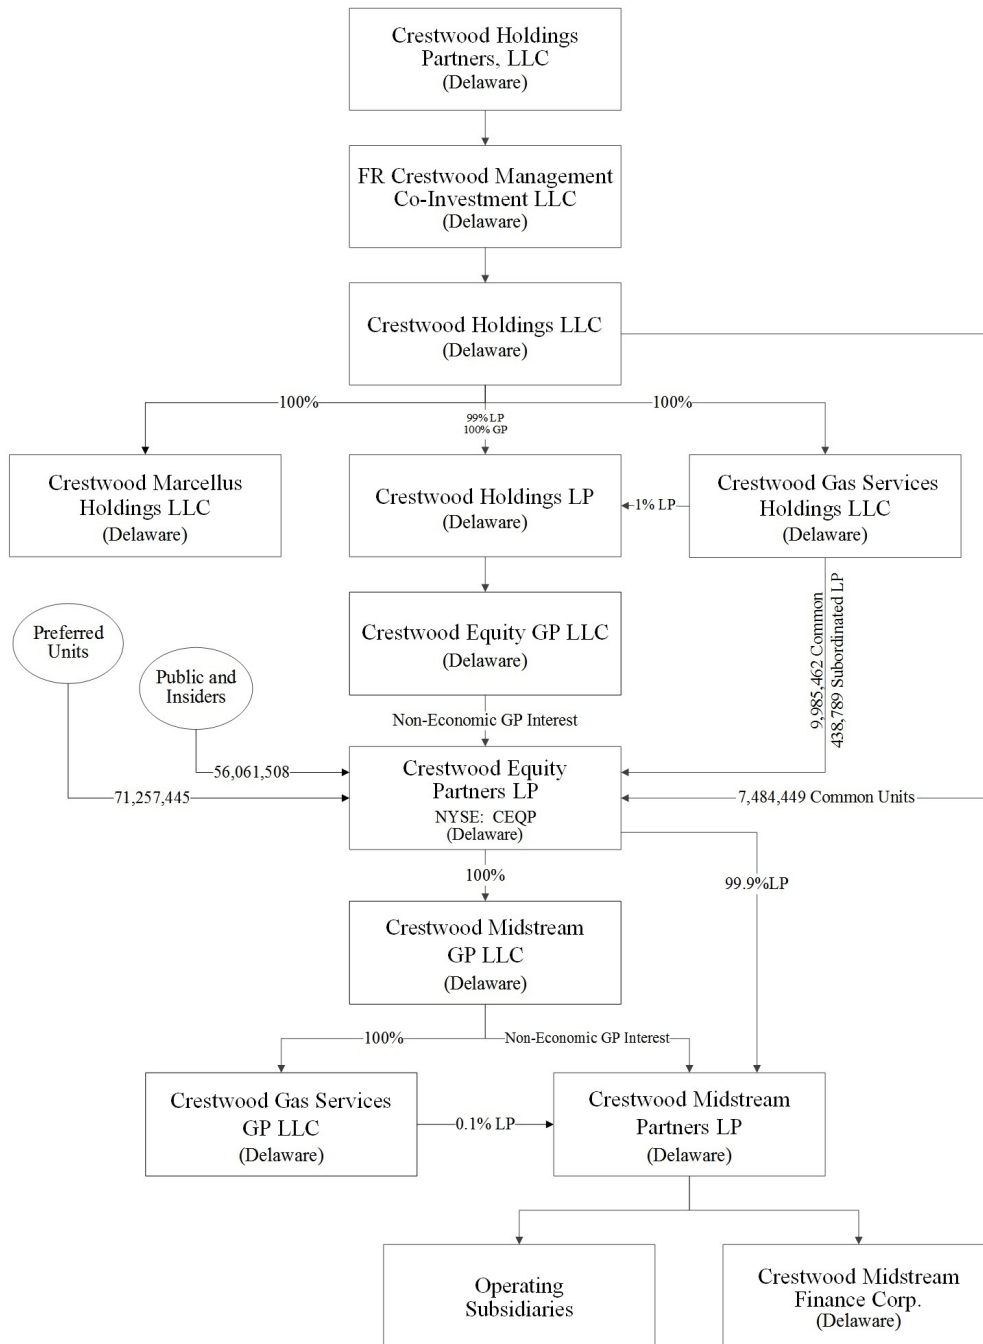 Crestwood Holdings
Partners, LLC
(Delaware)
FR Crestwood Management
Co-Investment LLC
(Delaware)
Crestwood Holdings LLC
(Delaware)
100%
99% LP
100% GP
100%
Crestwood Marcellus
Holdings LLC
(Delaware)
Crestwood Holdings LP
(Delaware)
1% LP
Crestwood Gas Services
Holdings LLC
(Delaware)
Preferred
Units
Public and
Insiders
Crestwood Equity GP LLC
(Delaware)
9,985,462 Common
438,789 Subordinated LP
Non-Economic GP Interest
56,061,508
71,257,445
Crestwood Equity
Partners LP
NYSE: CEQP
(Delaware)
7,484,449 Common Units
100%
99.9%LP
Crestwood Midstream
GP LLC
(Delaware)
100%
Non-Economic GP Interest
Crestwood Gas Services
GP LLC
(Delaware)
0.1% LP
Crestwood Midstream
Partners LP
(Delaware)
Operating
Subsidiaries
Crestwood Midstream
Finance Corp.
(Delaware)